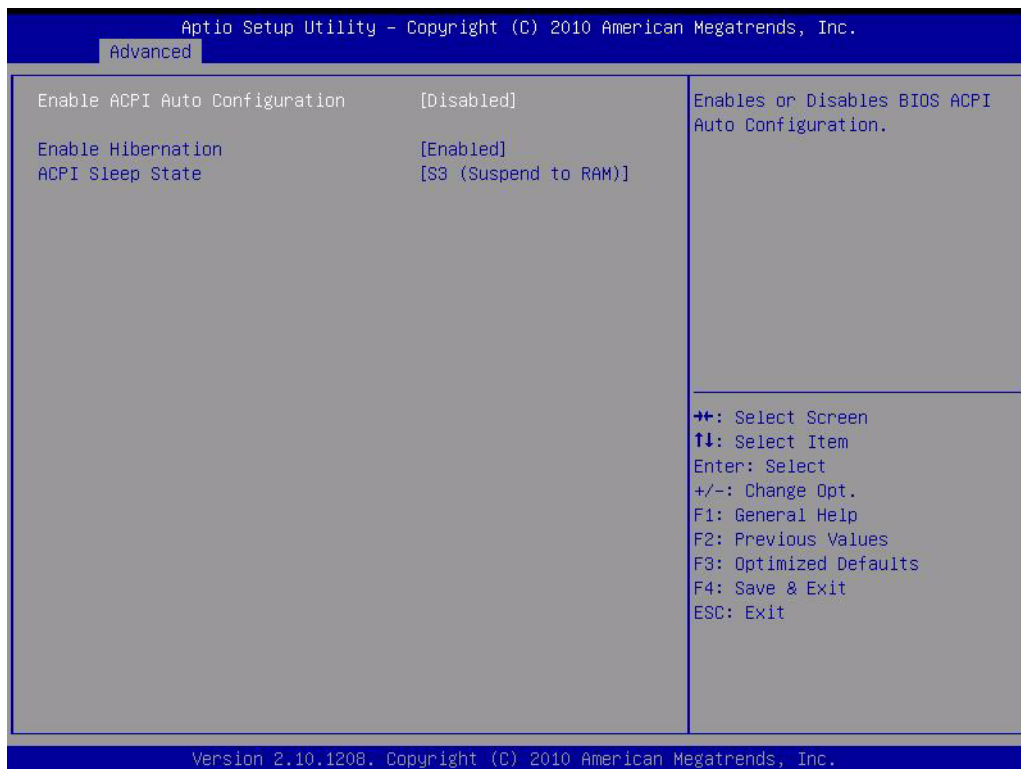 Aptio Setup Utility – Copyright (C) 2010 American Megatrends, Inc.
Advanced
Enable ACPI Auto Configuration [Disabled]
Enable Hibernation [Enabled]
ACPI Sleep State [S3 (Suspend to RAM)]
Enables or Disables BIOS ACPI
Auto Configuration.
→←: Select Screen
↑↓: Select Item
Enter: Select
+/-: Change Opt.
F1: General Help
F2: Previous Values
F3: Optimized Defaults
F4: Save & Exit
ESC: Exit
Version 2.10.1208. Copyright (C) 2010 American Megatrends, Inc.